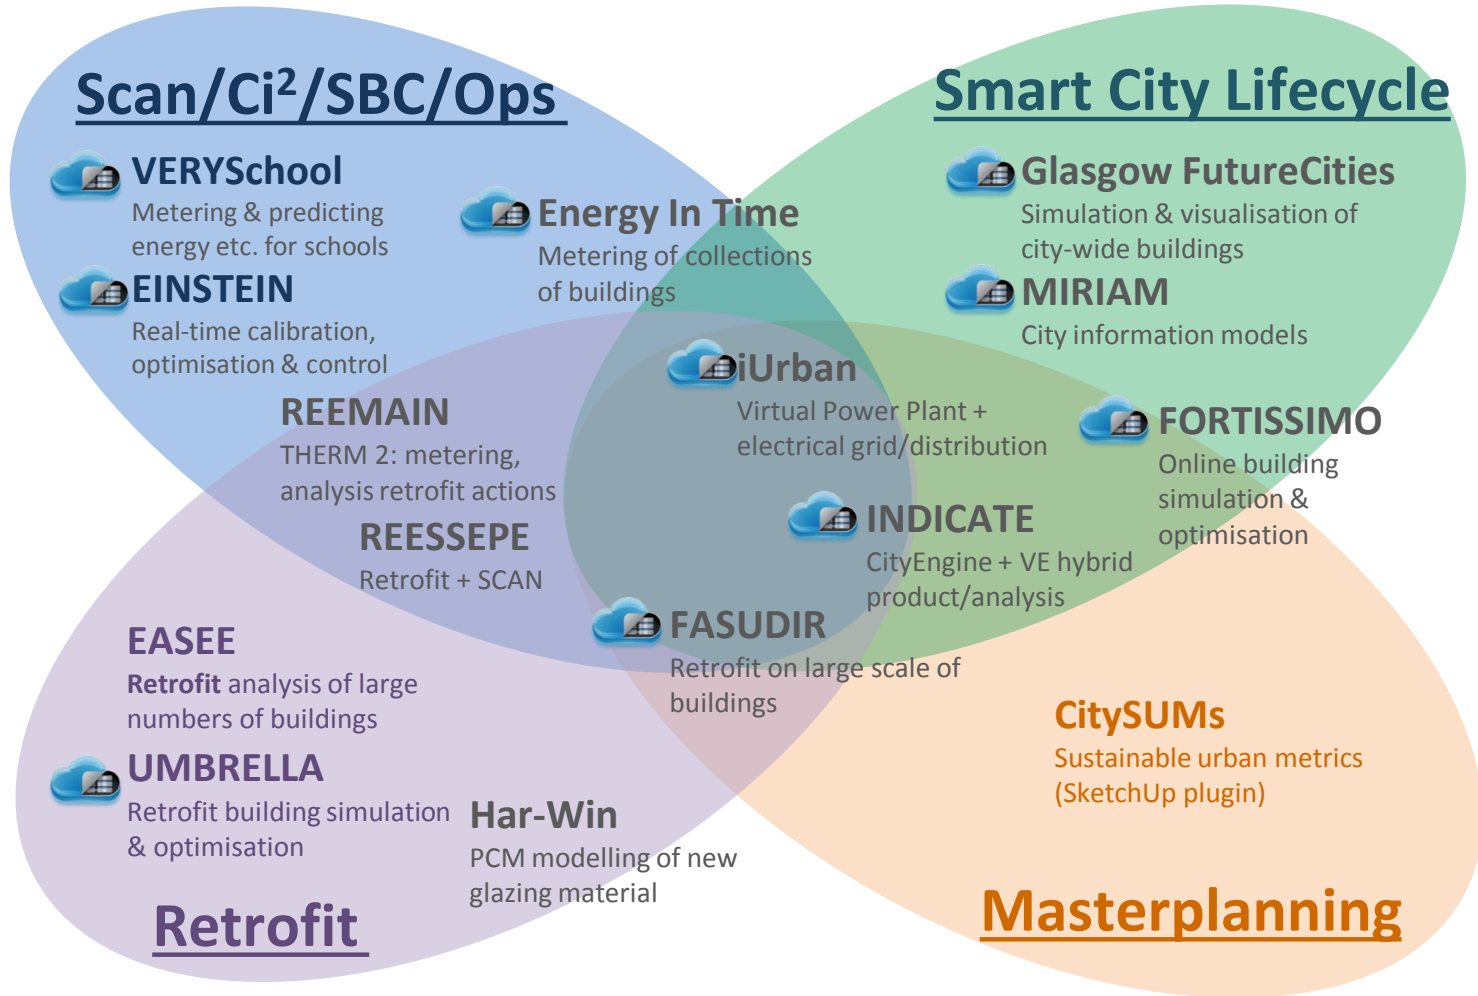 Scan/Ci²/SBC/Ops
VERYSchool
Metering & predicting
energy etc. for schools
EINSTEIN
Real-time calibration,
optimisation & control
Energy In Time
Metering of collections
of buildings
Smart City Lifecycle
Glasgow FutureCities
Simulation & visualisation of
city-wide buildings
MIRIAM
City information models
REEMAIN
THERM 2: metering,
analysis retrofit actions
REESSEPE
Retrofit + SCAN
iUrban
Virtual Power Plant +
electrical grid/distribution
FORTISSIMO
Online building
simulation &
optimisation
INDICATE
CityEngine + VE hybrid
product/analysis
FASUDIR
Retrofit on large scale of
buildings
EASEE
Retrofit analysis of large
numbers of buildings
UMBRELLA
Retrofit building simulation
& optimisation
Har-Win
PCM modelling of new
glazing material
Retrofit
CitySUMs
Sustainable urban metrics
(SketchUp plugin)
Masterplanning